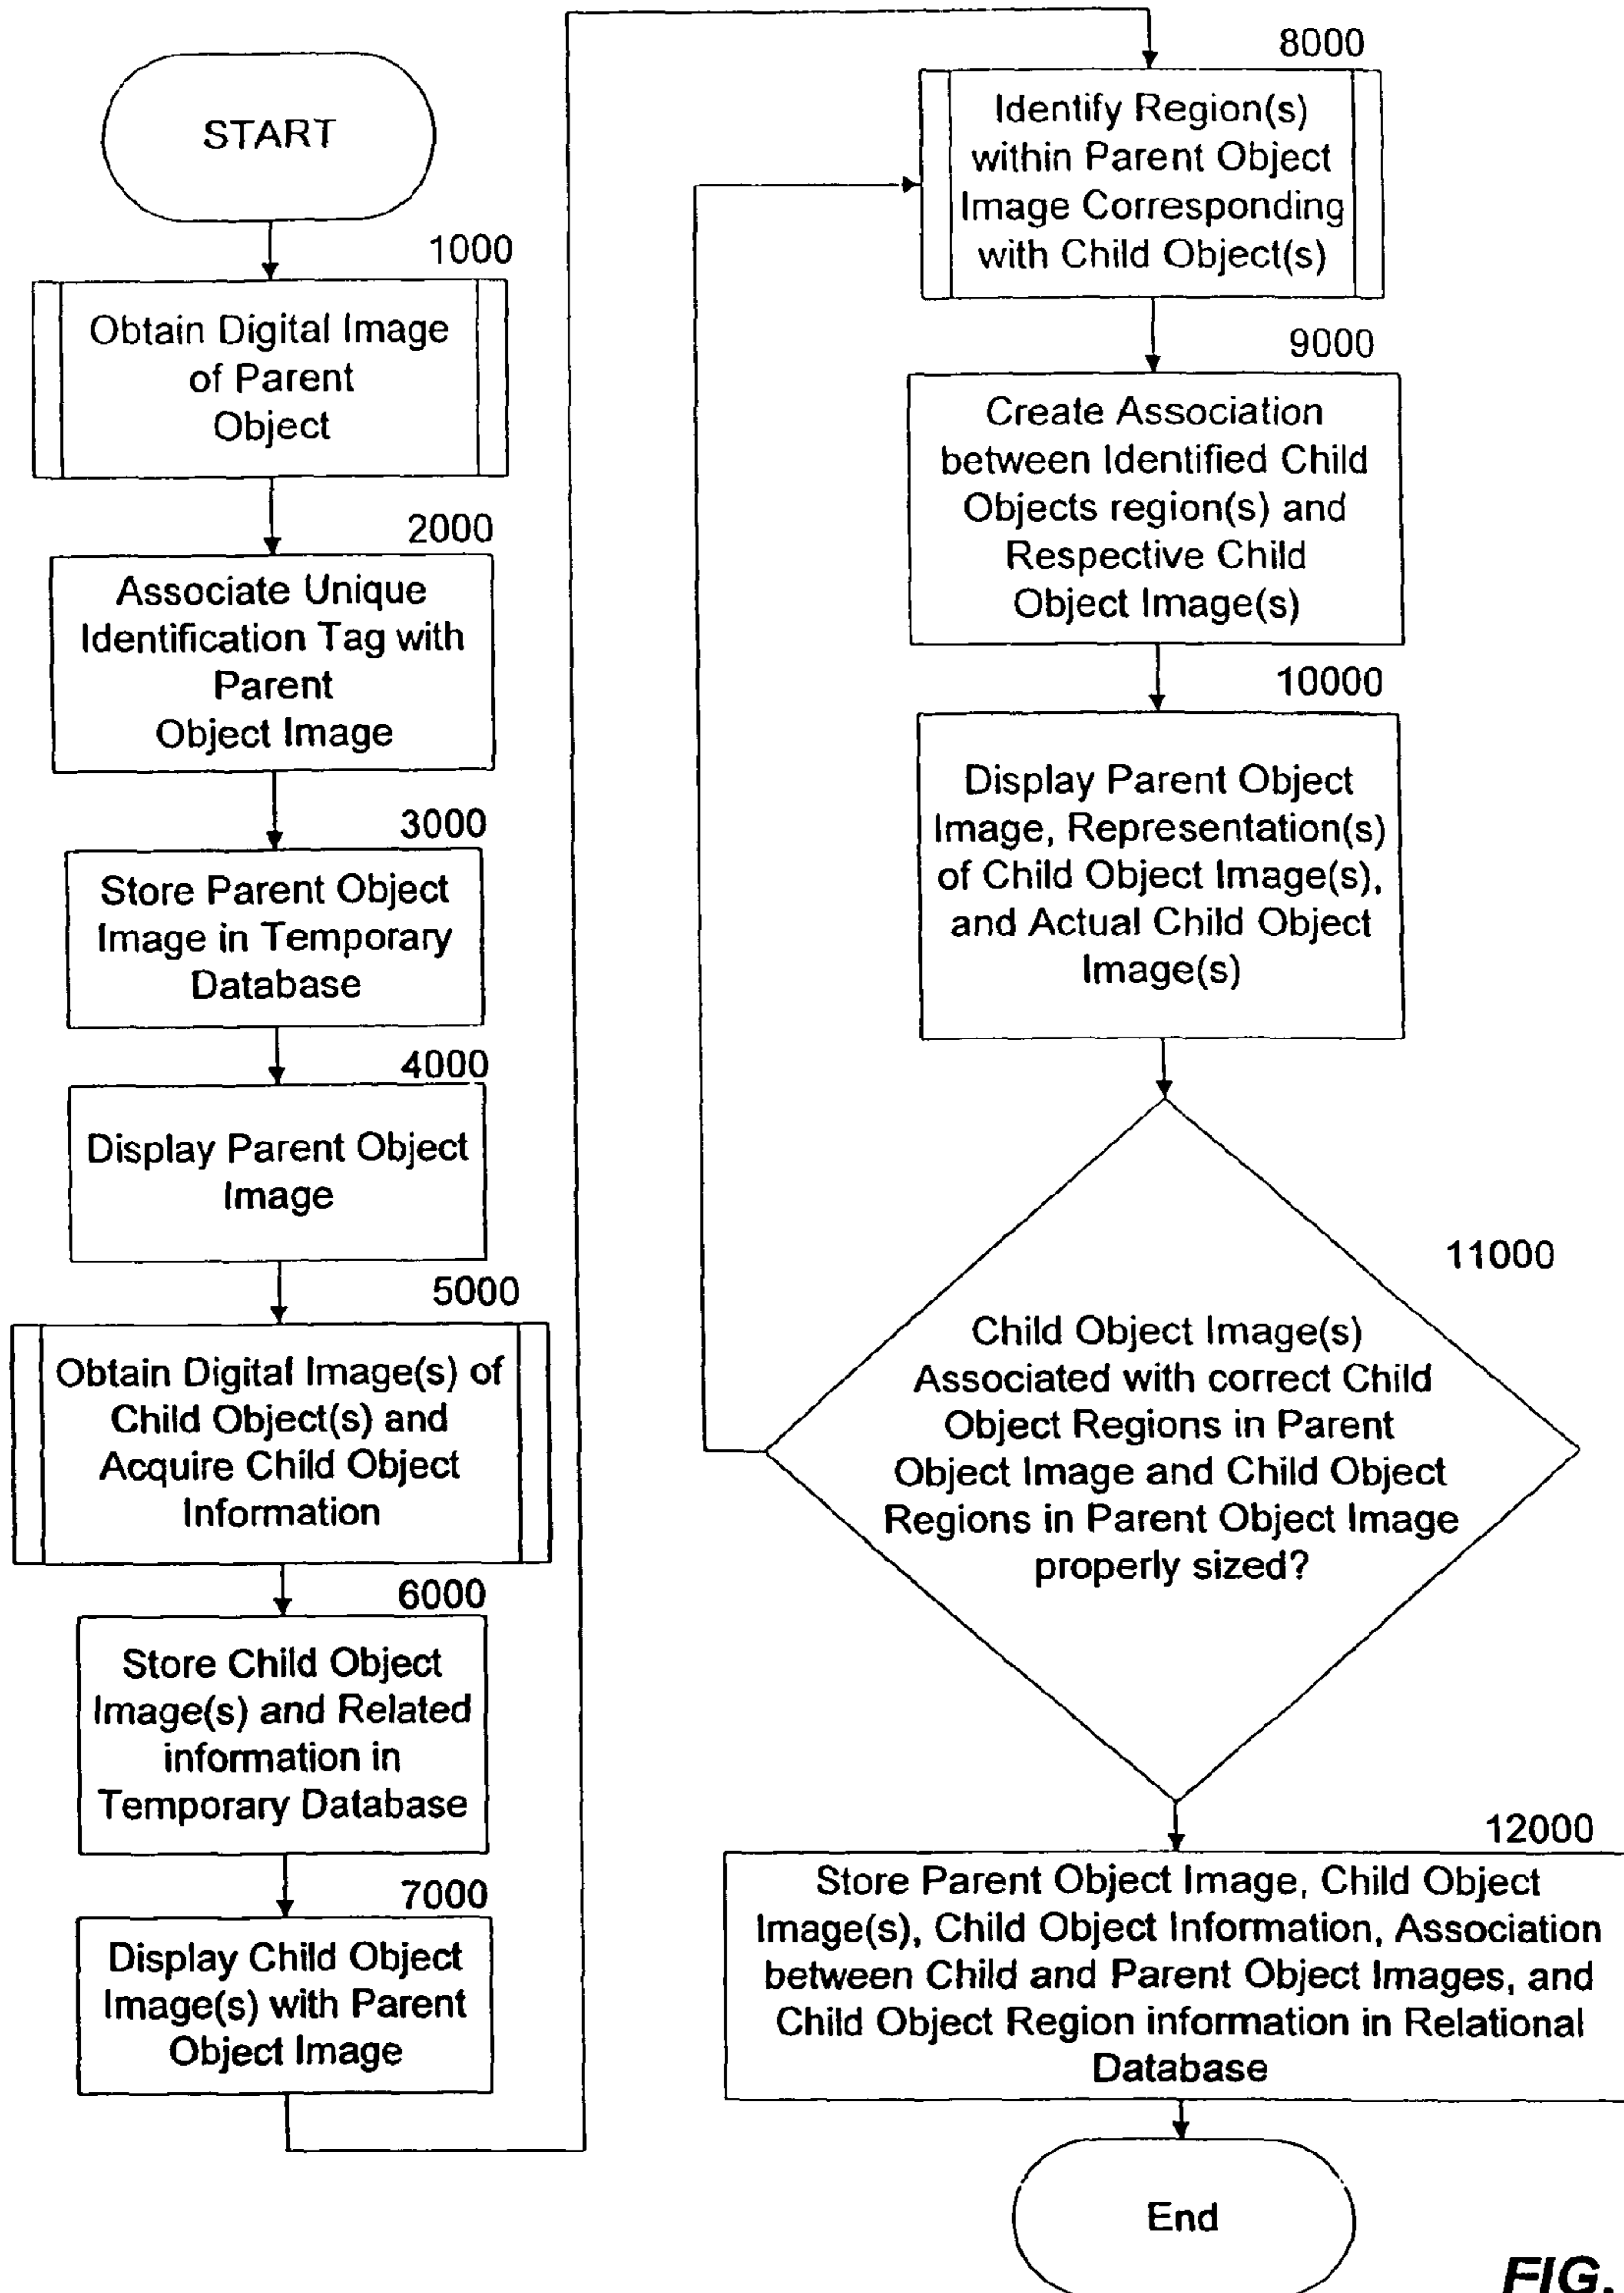 START
1000
Obtain Digital Image
of Parent
Object
2000
Associate Unique
Identification Tag with
Parent
Object Image
3000
Store Parent Object
Image in Temporary
Database
4000
Display Parent Object
Image
5000
Obtain Digital Image(s) of
Child Object(s) and
Acquire Child Object
Information
6000
Store Child Object
Image(s) and Related
information in
Temporary Database
7000
Display Child Object
Image(s) with Parent
Object Image
8000
Identify Region(s)
within Parent Object
Image Corresponding
with Child Object(s)
9000
Create Association
between Identified Child
Objects region(s) and
Respective Child
Object Image(s)
10000
Display Parent Object
Image, Representation(s)
of Child Object Image(s),
and Actual Child Object
Image(s)
11000
Child Object Image(s)
Associated with correct Child
Object Regions in Parent
Object Image and Child Object
Regions in Parent Object Image
properly sized?
12000
Store Parent Object Image, Child Object
Image(s), Child Object Information, Association
between Child and Parent Object Images, and
Child Object Region information in Relational
Database
End
FIG.